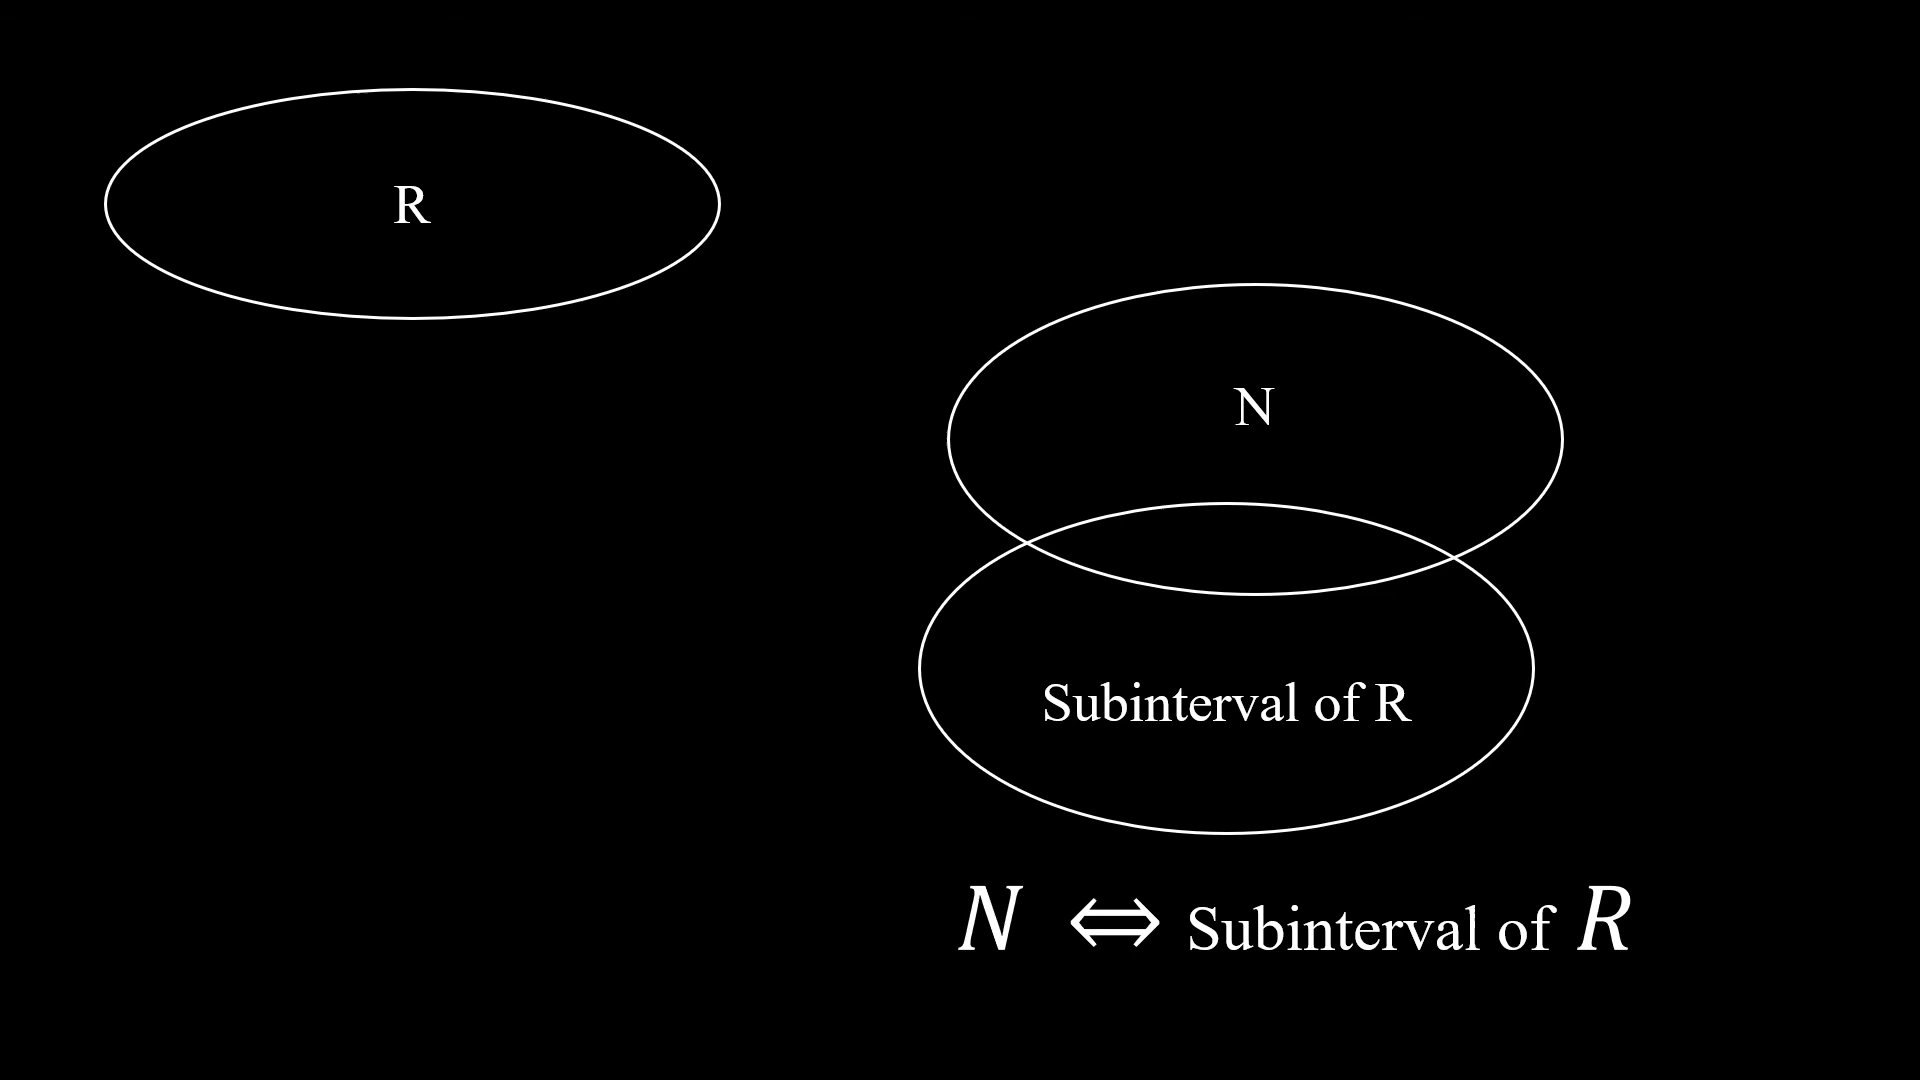 R
N
Subinterval of R
N ⇔ Subinterval of R